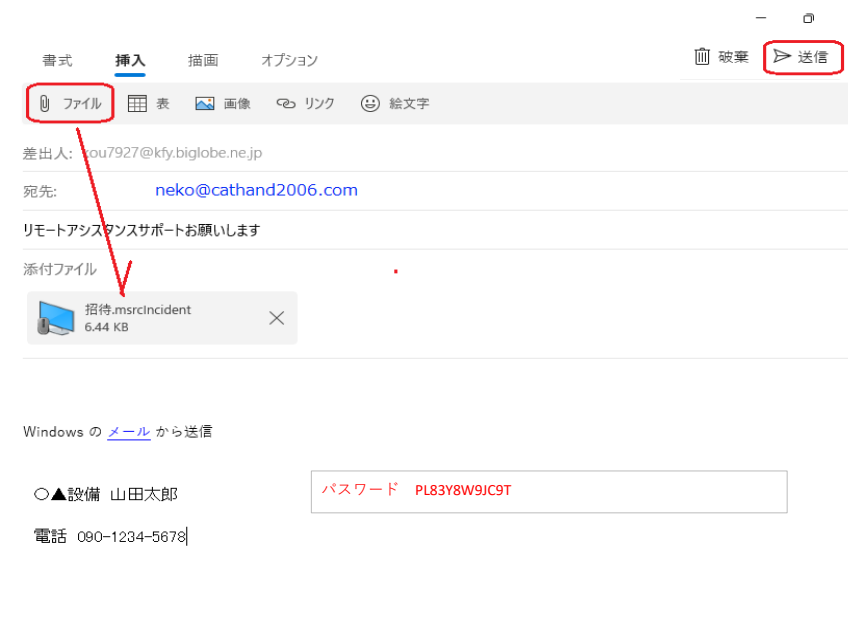 書式 挿入 描画 オプション 破棄 送信
ファイル 表 画像 リンク 絵文字
差出人: kou7927@kfy.biglobe.ne.jp
宛先: neko@cathand2006.com
リモートアシスタンスサポートお願いします
添付ファイル
招待.msrcIncident
6.44 KB
Windows の メール から送信
〇▲設備 山田太郎
パスワード PL83Y8W9JC9T
電話 090-1234-5678